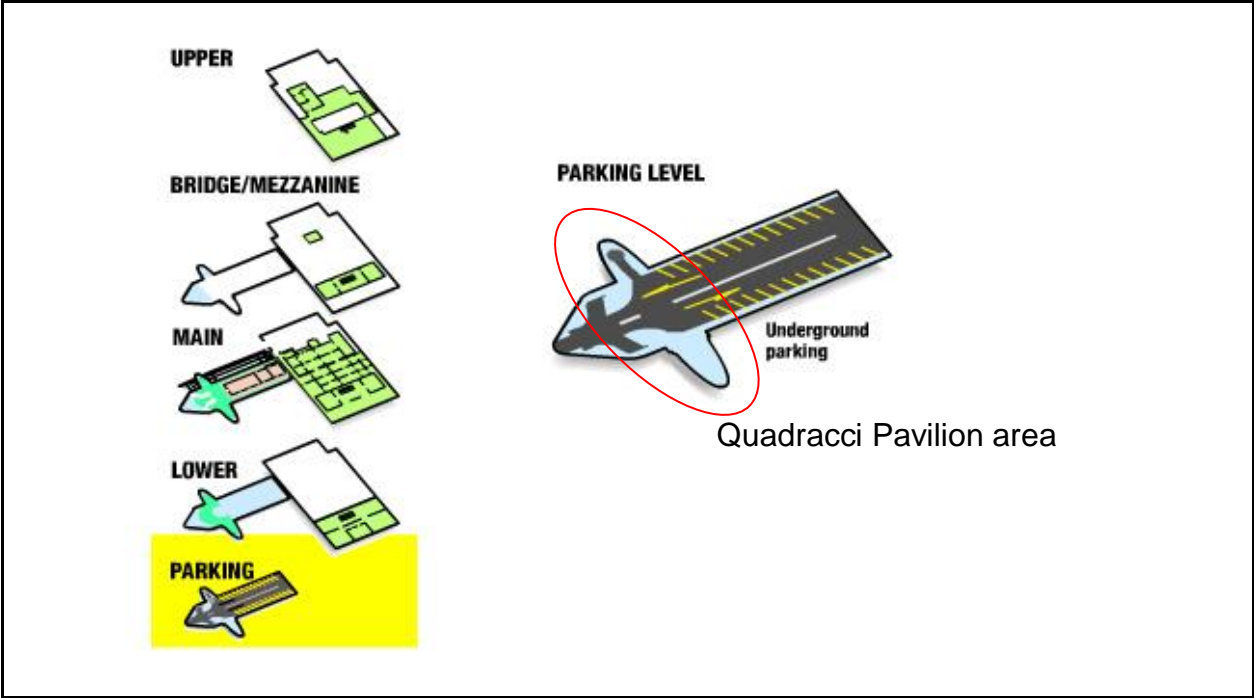 UPPER
BRIDGE/MEZZANINE
MAIN
LOWER
PARKING
PARKING LEVEL
Underground
parking
Quadracci Pavilion area